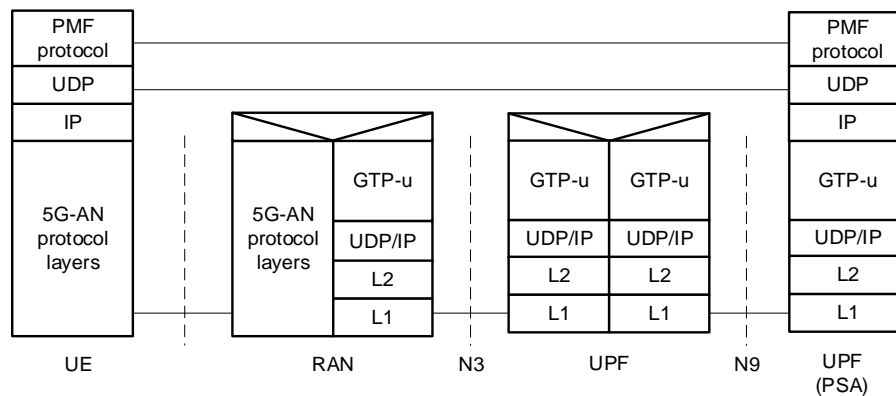 PMF
protocol
UDP
IP
5G-AN
protocol
layers
UE
5G-AN
protocol
layers
GTP-u
UDP/IP
L2
L1
RAN
N3
GTP-u
GTP-u
UDP/IP
UDP/IP
L2
L2
L1
L1
UPF
N9
PMF
protocol
UDP
IP
GTP-u
UDP/IP
L2
L1
UPF
(PSA)